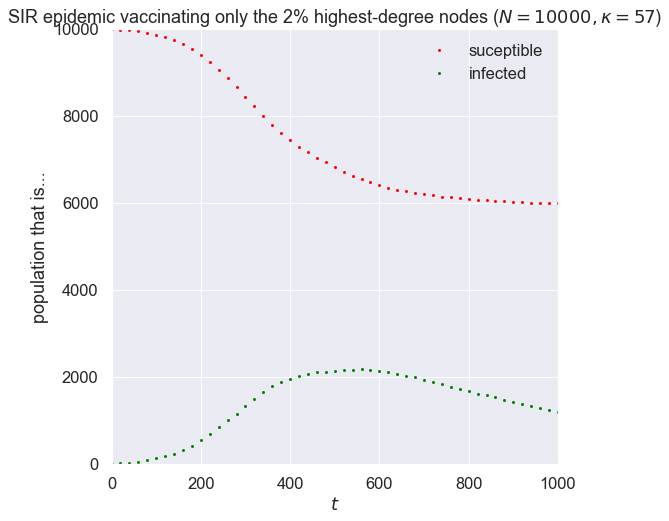 SIR epidemic vaccinating only the 2% highest-degree nodes (N = 10000, κ = 57)
10000
8000
6000
4000
2000
0
population that is...
suceptible
infected
0 200 400 600 800 1000
t